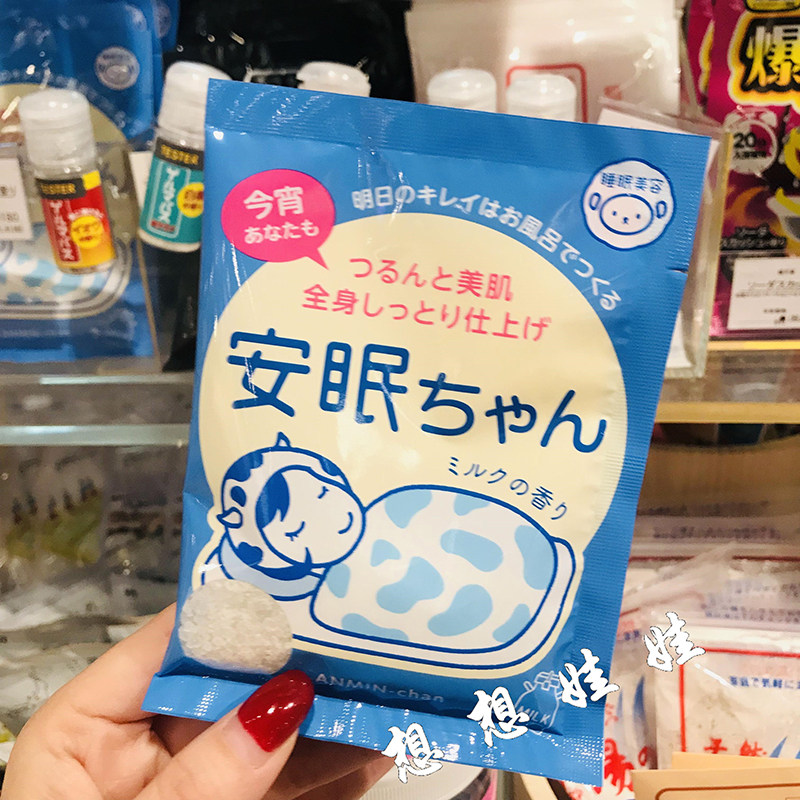 睡眠美容
明日のキレイはお風呂でつくる
今宵
あなたも
つるんと美肌
全身しっとり仕上げ
安眠ちゃん
ミルクの香り
ANMIN-chan
MILK
想想娃娃
TESTER
TESTER
爆
20